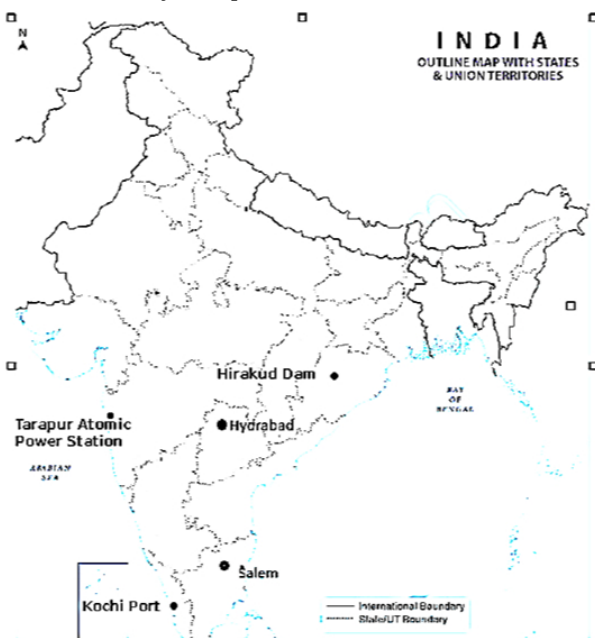 N
INDIA
OUTLINE MAP WITH STATES
& UNION TERRITORIES
Hirakud Dam
BAY
OF
BENGAL
Tarapur Atomic
Power Station
Hydrabad
ARABIAN
SEA
Salem
Kochi Port
International Boundary
State/UT Boundary